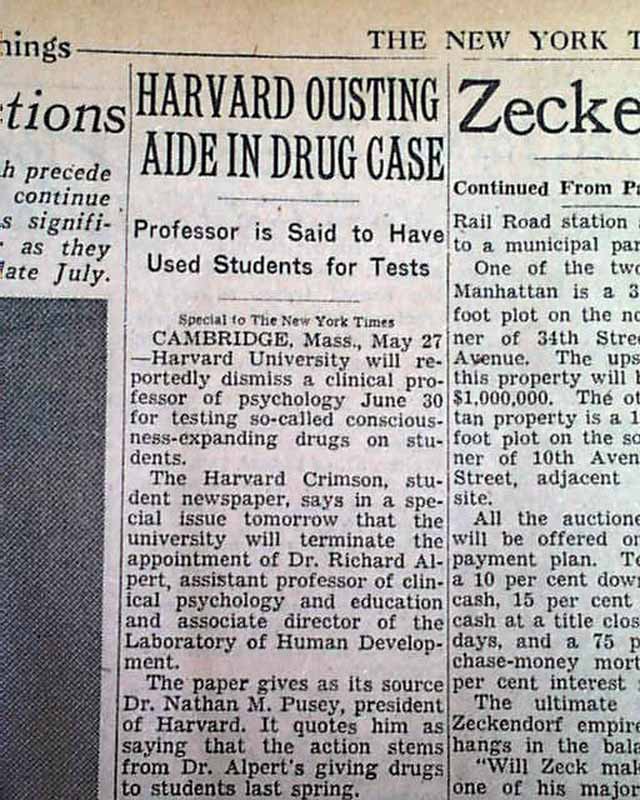 nings
THE NEW YORK
ctions
h precede
continue
s signifi-
as they
late July.
HARVARD OUSTING
AIDE IN DRUG CASE
Professor is Said to Have
Used Students for Tests
Special to The New York Times
CAMBRIDGE, Mass., May 27
—Harvard University will re-
portedly dismiss a clinical pro-
fessor of psychology June 30
for testing so-called conscious-
ness-expanding drugs on stu-
dents.
The Harvard Crimson, stu-
dent newspaper, says in a spe-
cial issue tomorrow that the
university will terminate the
appointment of Dr. Richard Al-
pert, assistant professor of clin-
ical psychology and education
and associate director of the
Laboratory of Human Develop-
ment.
The paper gives as its source
Dr. Nathan M. Pusey, president
of Harvard. It quotes him as
saying that the action stems
from Dr. Alpert's giving drugs
to students last spring.
Zecke
Continued From Pa
Rail Road station
to a municipal par
One of the two
Manhattan is a 3
foot plot on the no
ner of 34th Stree
Avenue. The ups
this property will b
$1,000,000. The ot
tan property is a 1
foot plot on the so
ner of 10th Aven
Street, adjacent
site.
All the auctione
will be offered on
payment plan. Te
a 10 per cent down
cash, 15 per cent
cash at a title clos
days, and a 75 p
chase-money mort
per cent interest
The ultimate
Zeckendorf empire
hangs in the bala
"Will Zeck mak
one of his major